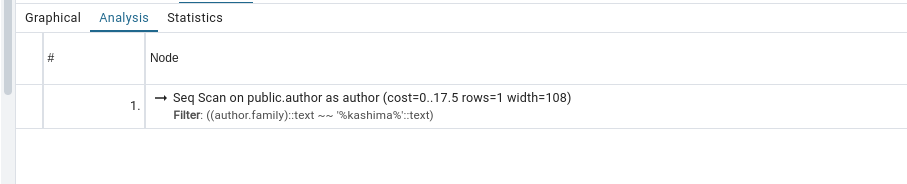 Graphical Analysis Statistics
# Node
1. → Seq Scan on public.author as author (cost=0..17.5 rows=1 width=108)
Filter: ((author.family)::text ~~ '%kashima%'::text)